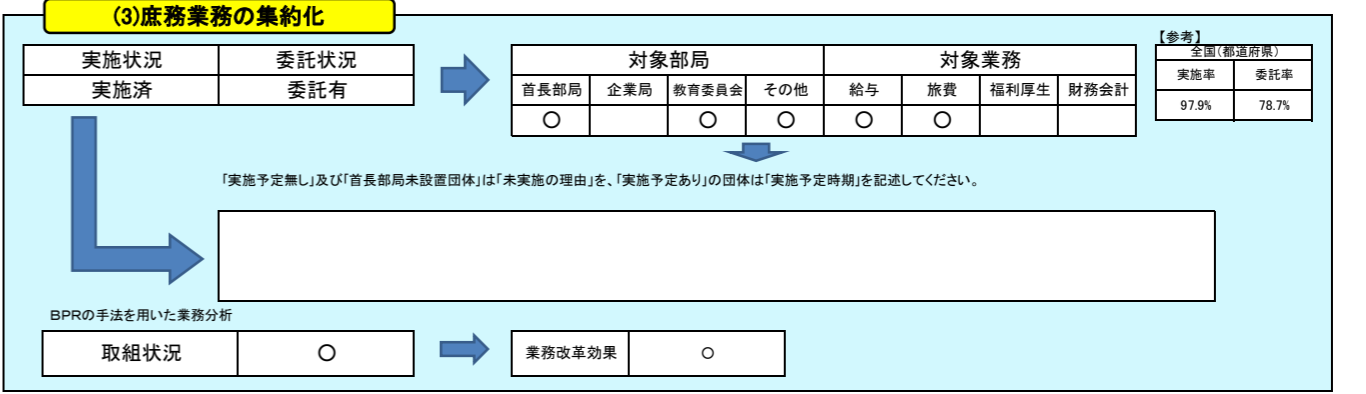 (3)庶務業務の集約化
【参考】
実施状況 委託状況
実施済 委託有
対象部局 対象業務
首長部局 企業局 教育委員会 その他 給与 旅費 福利厚生 財務会計
○ ○ ○ ○ ○
全国(都道府県)
実施率 委託率
97.9% 78.7%
「実施予定無し」及び「首長部局未設置団体」は「未実施の理由」を、「実施予定あり」の団体は「実施予定時期」を記述してください。
BPRの手法を用いた業務分析
取組状況 ○
業務改革効果 ○